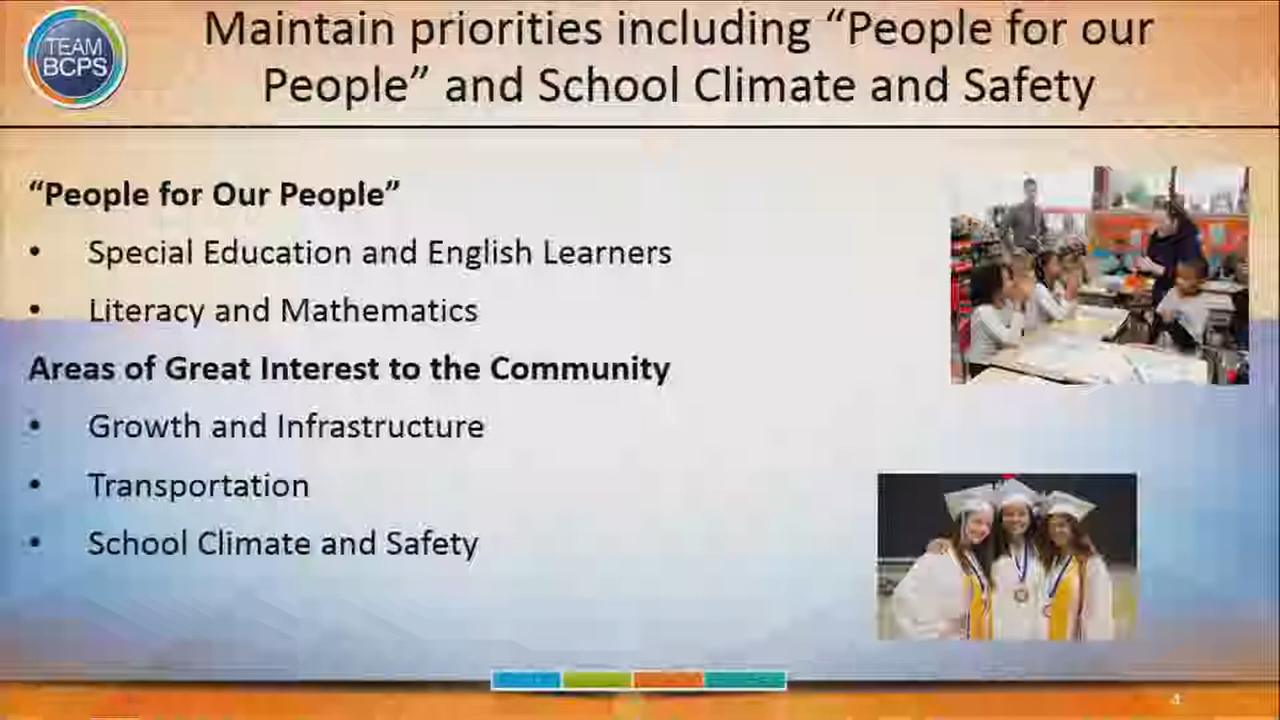 TEAM
BCPS
Maintain priorities including “People for our
People” and School Climate and Safety
“People for Our People”
• Special Education and English Learners
• Literacy and Mathematics
Areas of Great Interest to the Community
• Growth and Infrastructure
• Transportation
• School Climate and Safety
4